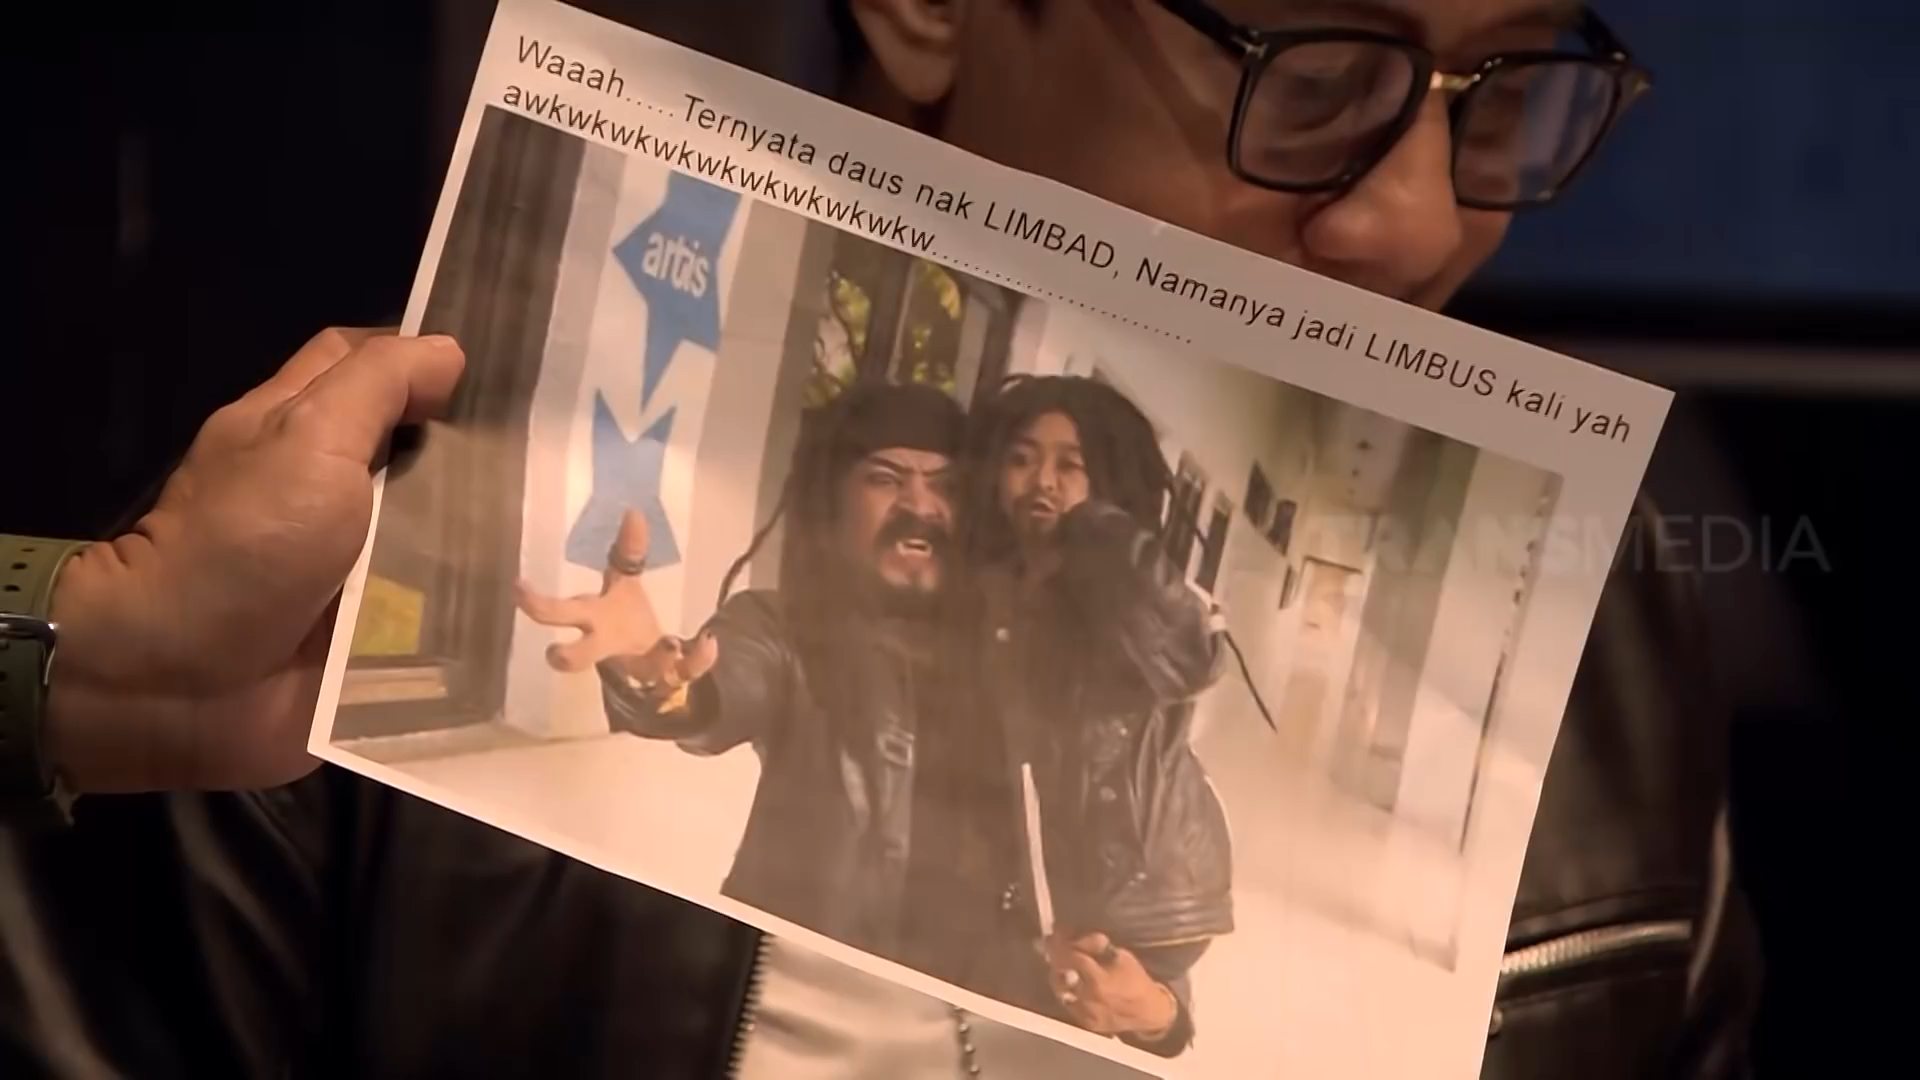 Waaah.....Ternyata daus nak LIMBAD, Namanya jadi LIMBUS kali yah
awkwkwkwkwkwkwkwkwkw..............................
artis
TRANSMEDIA